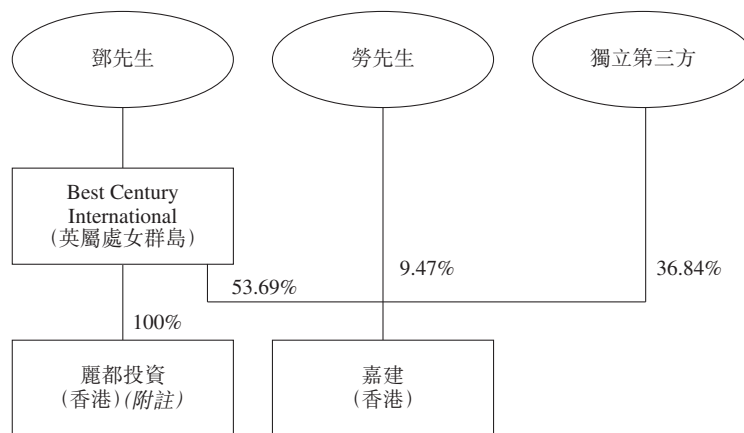 鄧先生
勞先生
獨立第三方
Best Century
International
(英屬處女群島)
53.69%
9.47%
36.84%
100%
麗都投資
(香港)(附註)
嘉建
(香港)